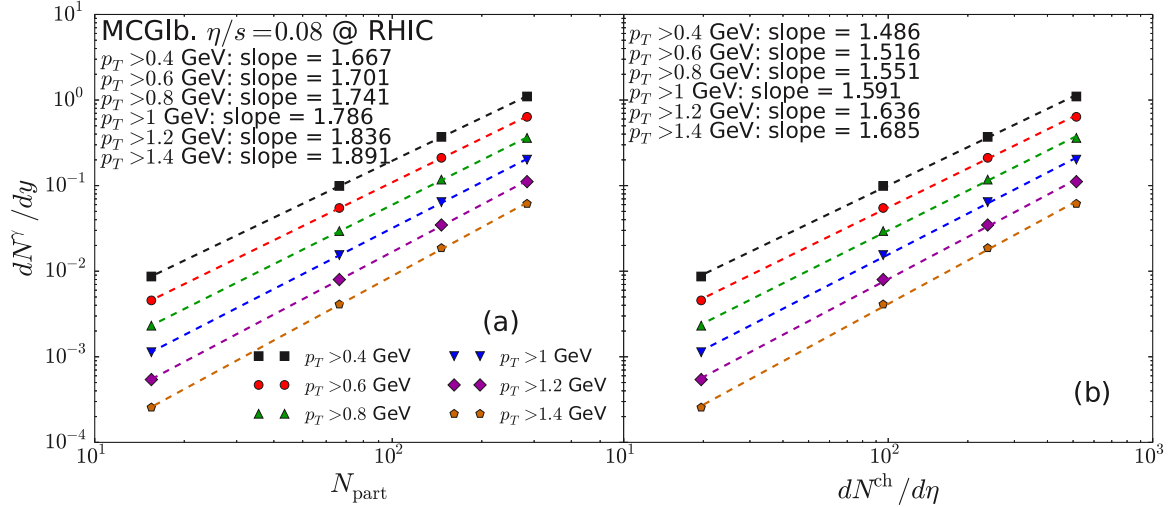 MCGlb. η/s=0.08 @ RHIC
p_T >0.4 GeV: slope = 1.667
p_T >0.6 GeV: slope = 1.701
p_T >0.8 GeV: slope = 1.741
p_T >1 GeV: slope = 1.786
p_T >1.2 GeV: slope = 1.836
p_T >1.4 GeV: slope = 1.891
p_T >0.4 GeV: slope = 1.486
p_T >0.6 GeV: slope = 1.516
p_T >0.8 GeV: slope = 1.551
p_T >1 GeV: slope = 1.591
p_T >1.2 GeV: slope = 1.636
p_T >1.4 GeV: slope = 1.685
10^1
10^0
10^-1
10^-2
10^-3
10^-4
dN^γ/dy
(a)
p_T >0.4 GeV
p_T >0.6 GeV
p_T >0.8 GeV
p_T >1 GeV
p_T >1.2 GeV
p_T >1.4 GeV
(b)
10^1
10^2
10^1
10^2
10^3
N_part
dN^ch/dη